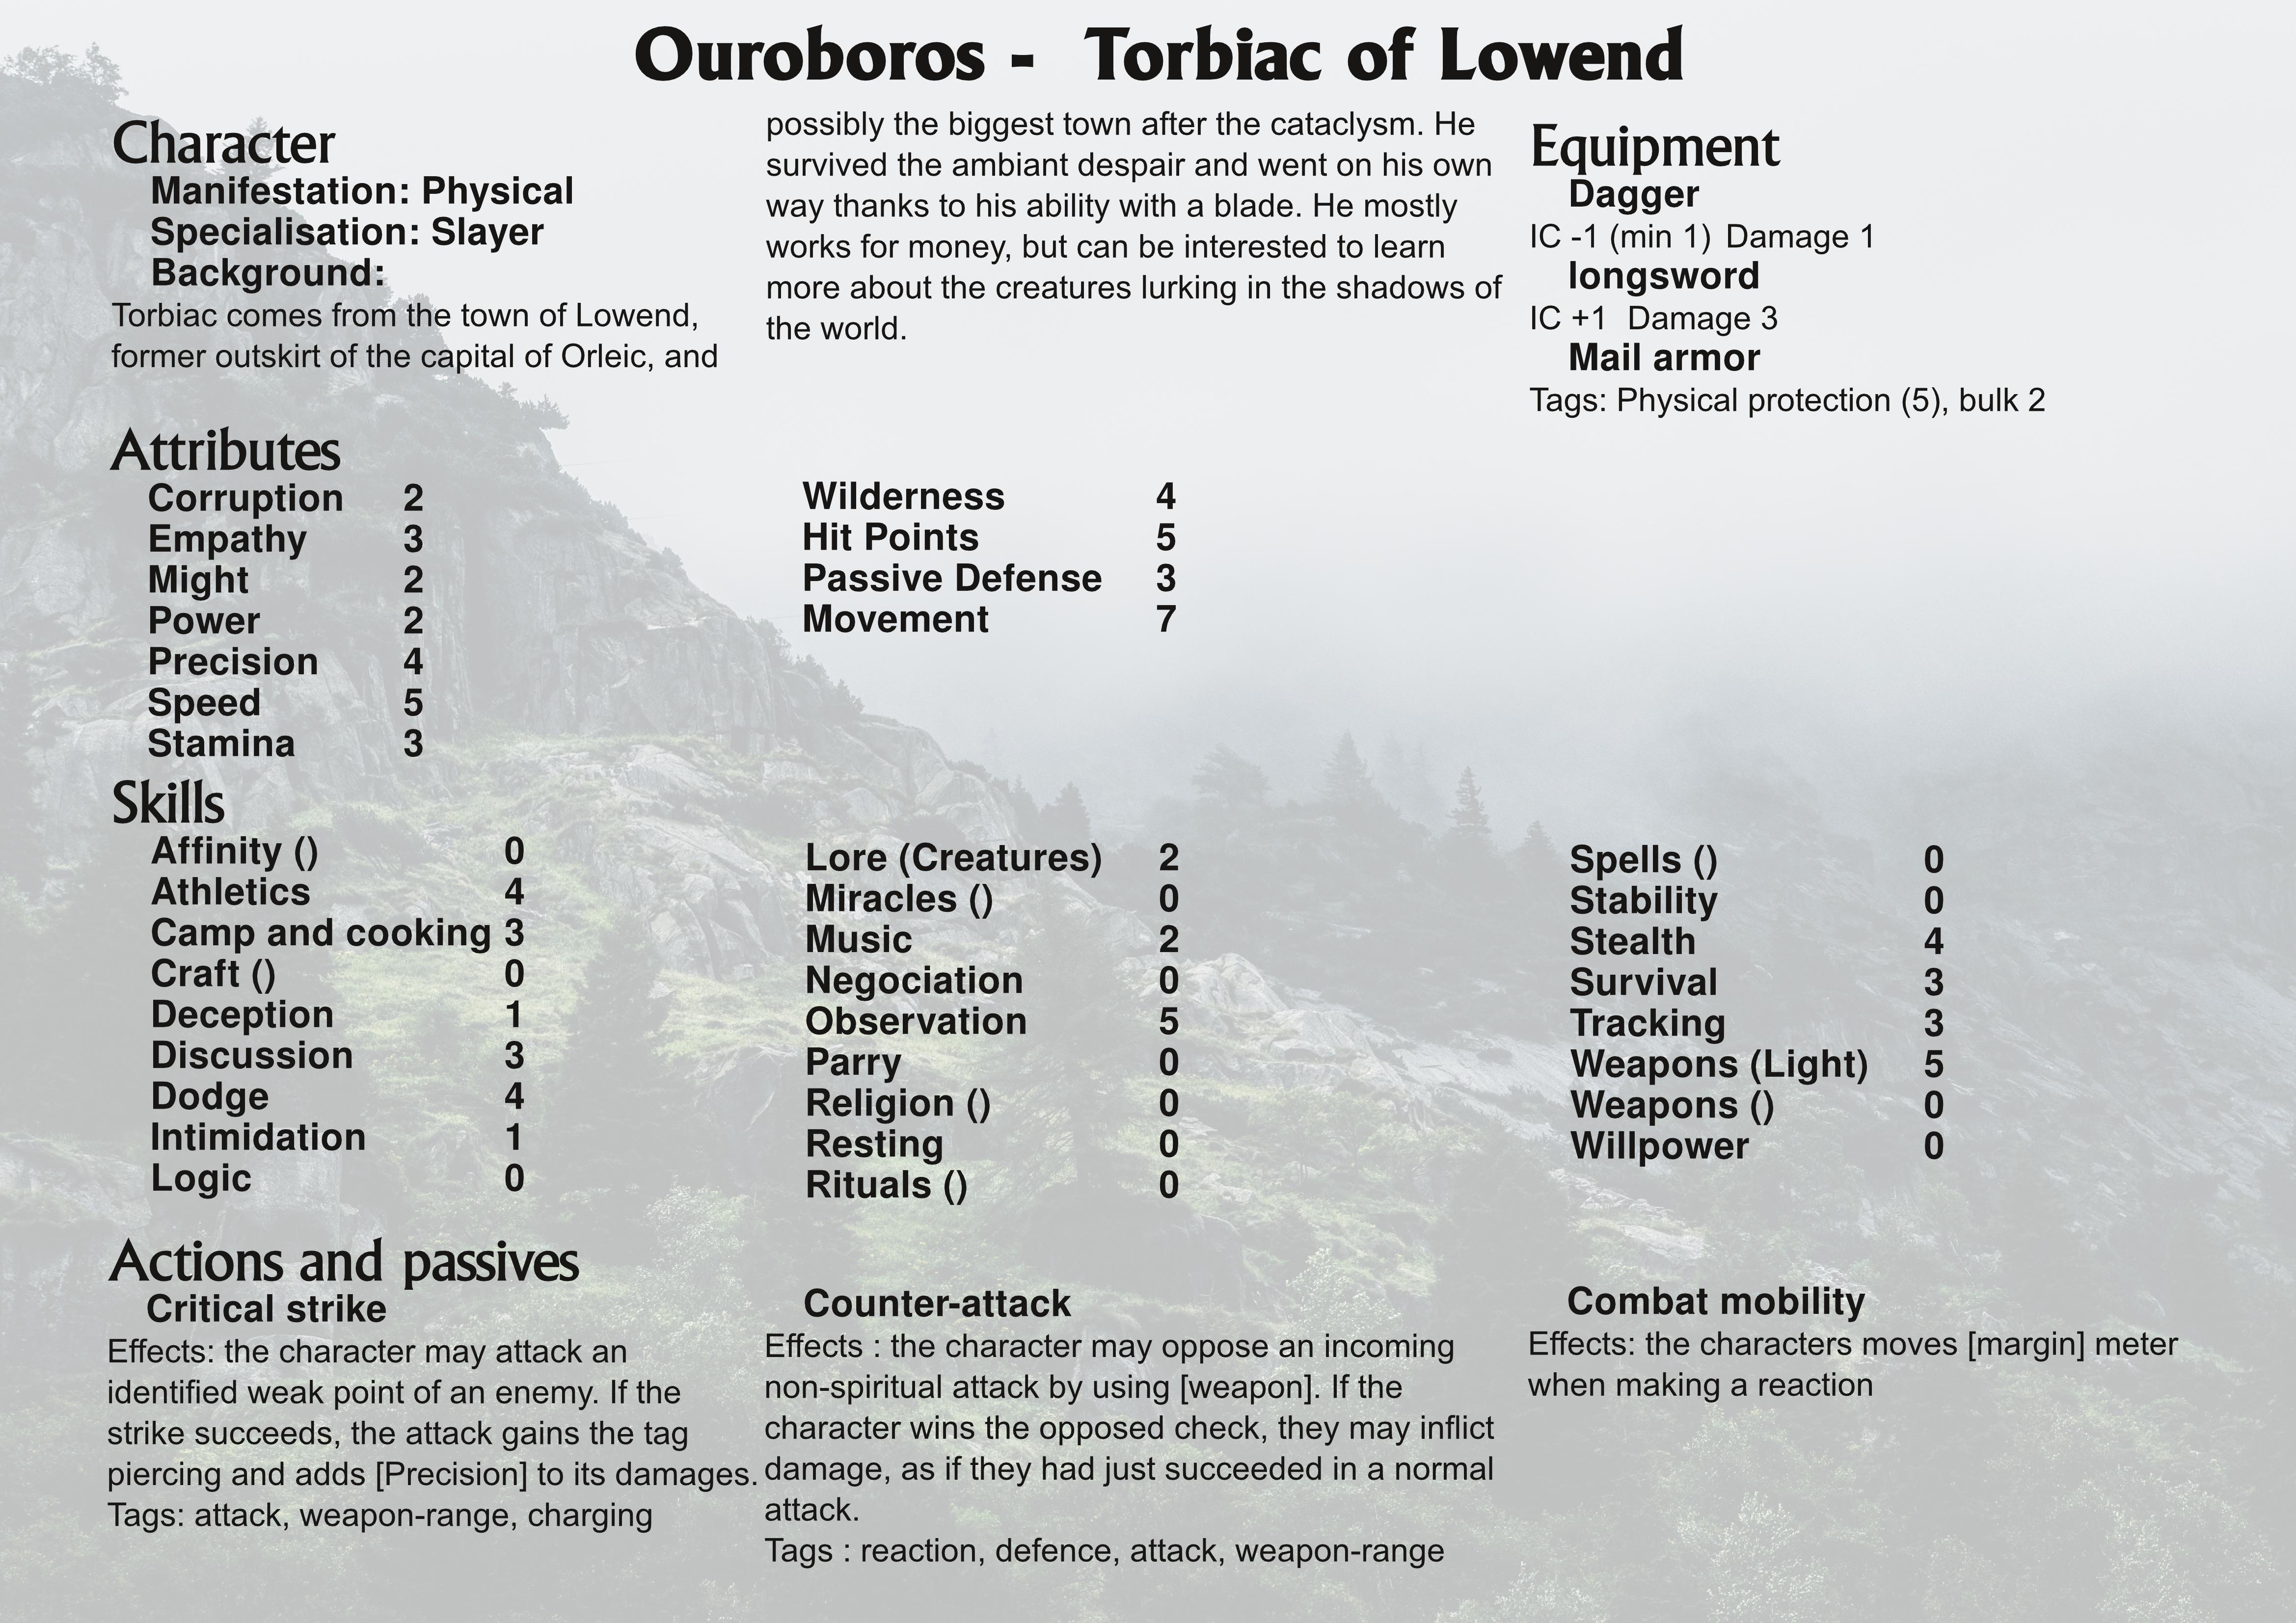 Ouroboros - Torbiac of Lowend
Character
Manifestation: Physical
Specialisation: Slayer
Background:
Torbiac comes from the town of Lowend,
former outskirt of the capital of Orleic, and
possibly the biggest town after the cataclysm. He
survived the ambiant despair and went on his own
way thanks to his ability with a blade. He mostly
works for money, but can be interested to learn
more about the creatures lurking in the shadows of
the world.
Equipment
Dagger
IC -1 (min 1) Damage 1
longsword
IC +1 Damage 3
Mail armor
Tags: Physical protection (5), bulk 2
Attributes
Corruption 2
Empathy 3
Might 2
Power 2
Precision 4
Speed 5
Stamina 3
Wilderness 4
Hit Points 5
Passive Defense 3
Movement 7
Skills
Affinity () 0
Athletics 4
Camp and cooking 3
Craft () 0
Deception 1
Discussion 3
Dodge 4
Intimidation 1
Logic 0
Lore (Creatures) 2
Miracles () 0
Music 2
Negociation 0
Observation 5
Parry 0
Religion () 0
Resting 0
Rituals () 0
Spells () 0
Stability 0
Stealth 4
Survival 3
Tracking 3
Weapons (Light) 5
Weapons () 0
Willpower 0
Actions and passives
Critical strike
Effects: the character may attack an
identified weak point of an enemy. If the
strike succeeds, the attack gains the tag
piercing and adds [Precision] to its damages.
Tags: attack, weapon-range, charging
Counter-attack
Effects : the character may oppose an incoming
non-spiritual attack by using [weapon]. If the
character wins the opposed check, they may inflict
damage, as if they had just succeeded in a normal
attack.
Tags : reaction, defence, attack, weapon-range
Combat mobility
Effects: the characters moves [margin] meter
when making a reaction